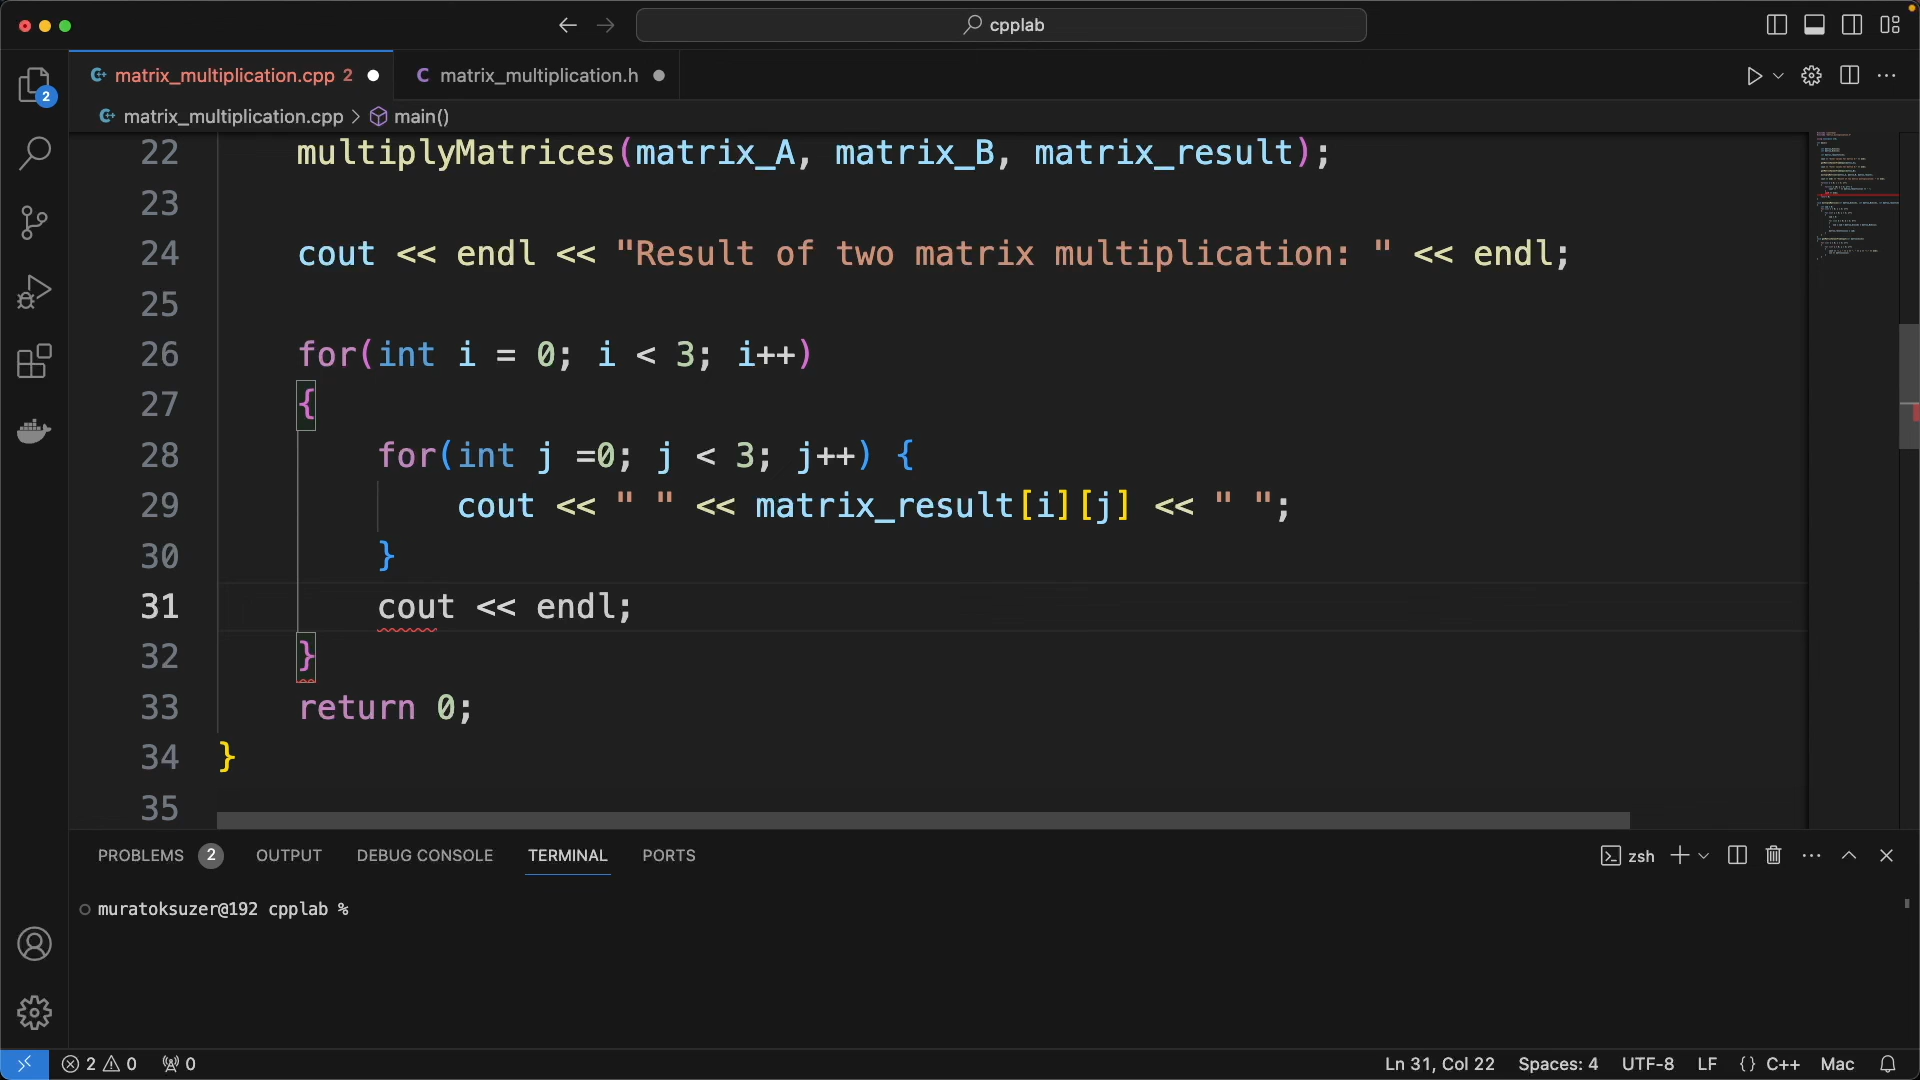 cpplab
matrix_multiplication.cpp 2
matrix_multiplication.h
2
matrix_multiplication.cpp > main()
22 multiplyMatrices(matrix_A, matrix_B, matrix_result);
23
24 cout << endl << "Result of two matrix multiplication: " << endl;
25
26 for(int i = 0; i < 3; i++)
27 {
28 for(int j =0; j < 3; j++) {
29 cout << " " << matrix_result[i][j] << " ";
30 }
31 cout << endl;
32 }
33 return 0;
34 }
35
PROBLEMS 2 OUTPUT DEBUG CONSOLE TERMINAL PORTS zsh
muratoksuzer@192 cpplab %
2 0 0 Ln 31, Col 22 Spaces: 4 UTF-8 LF {} C++ Mac